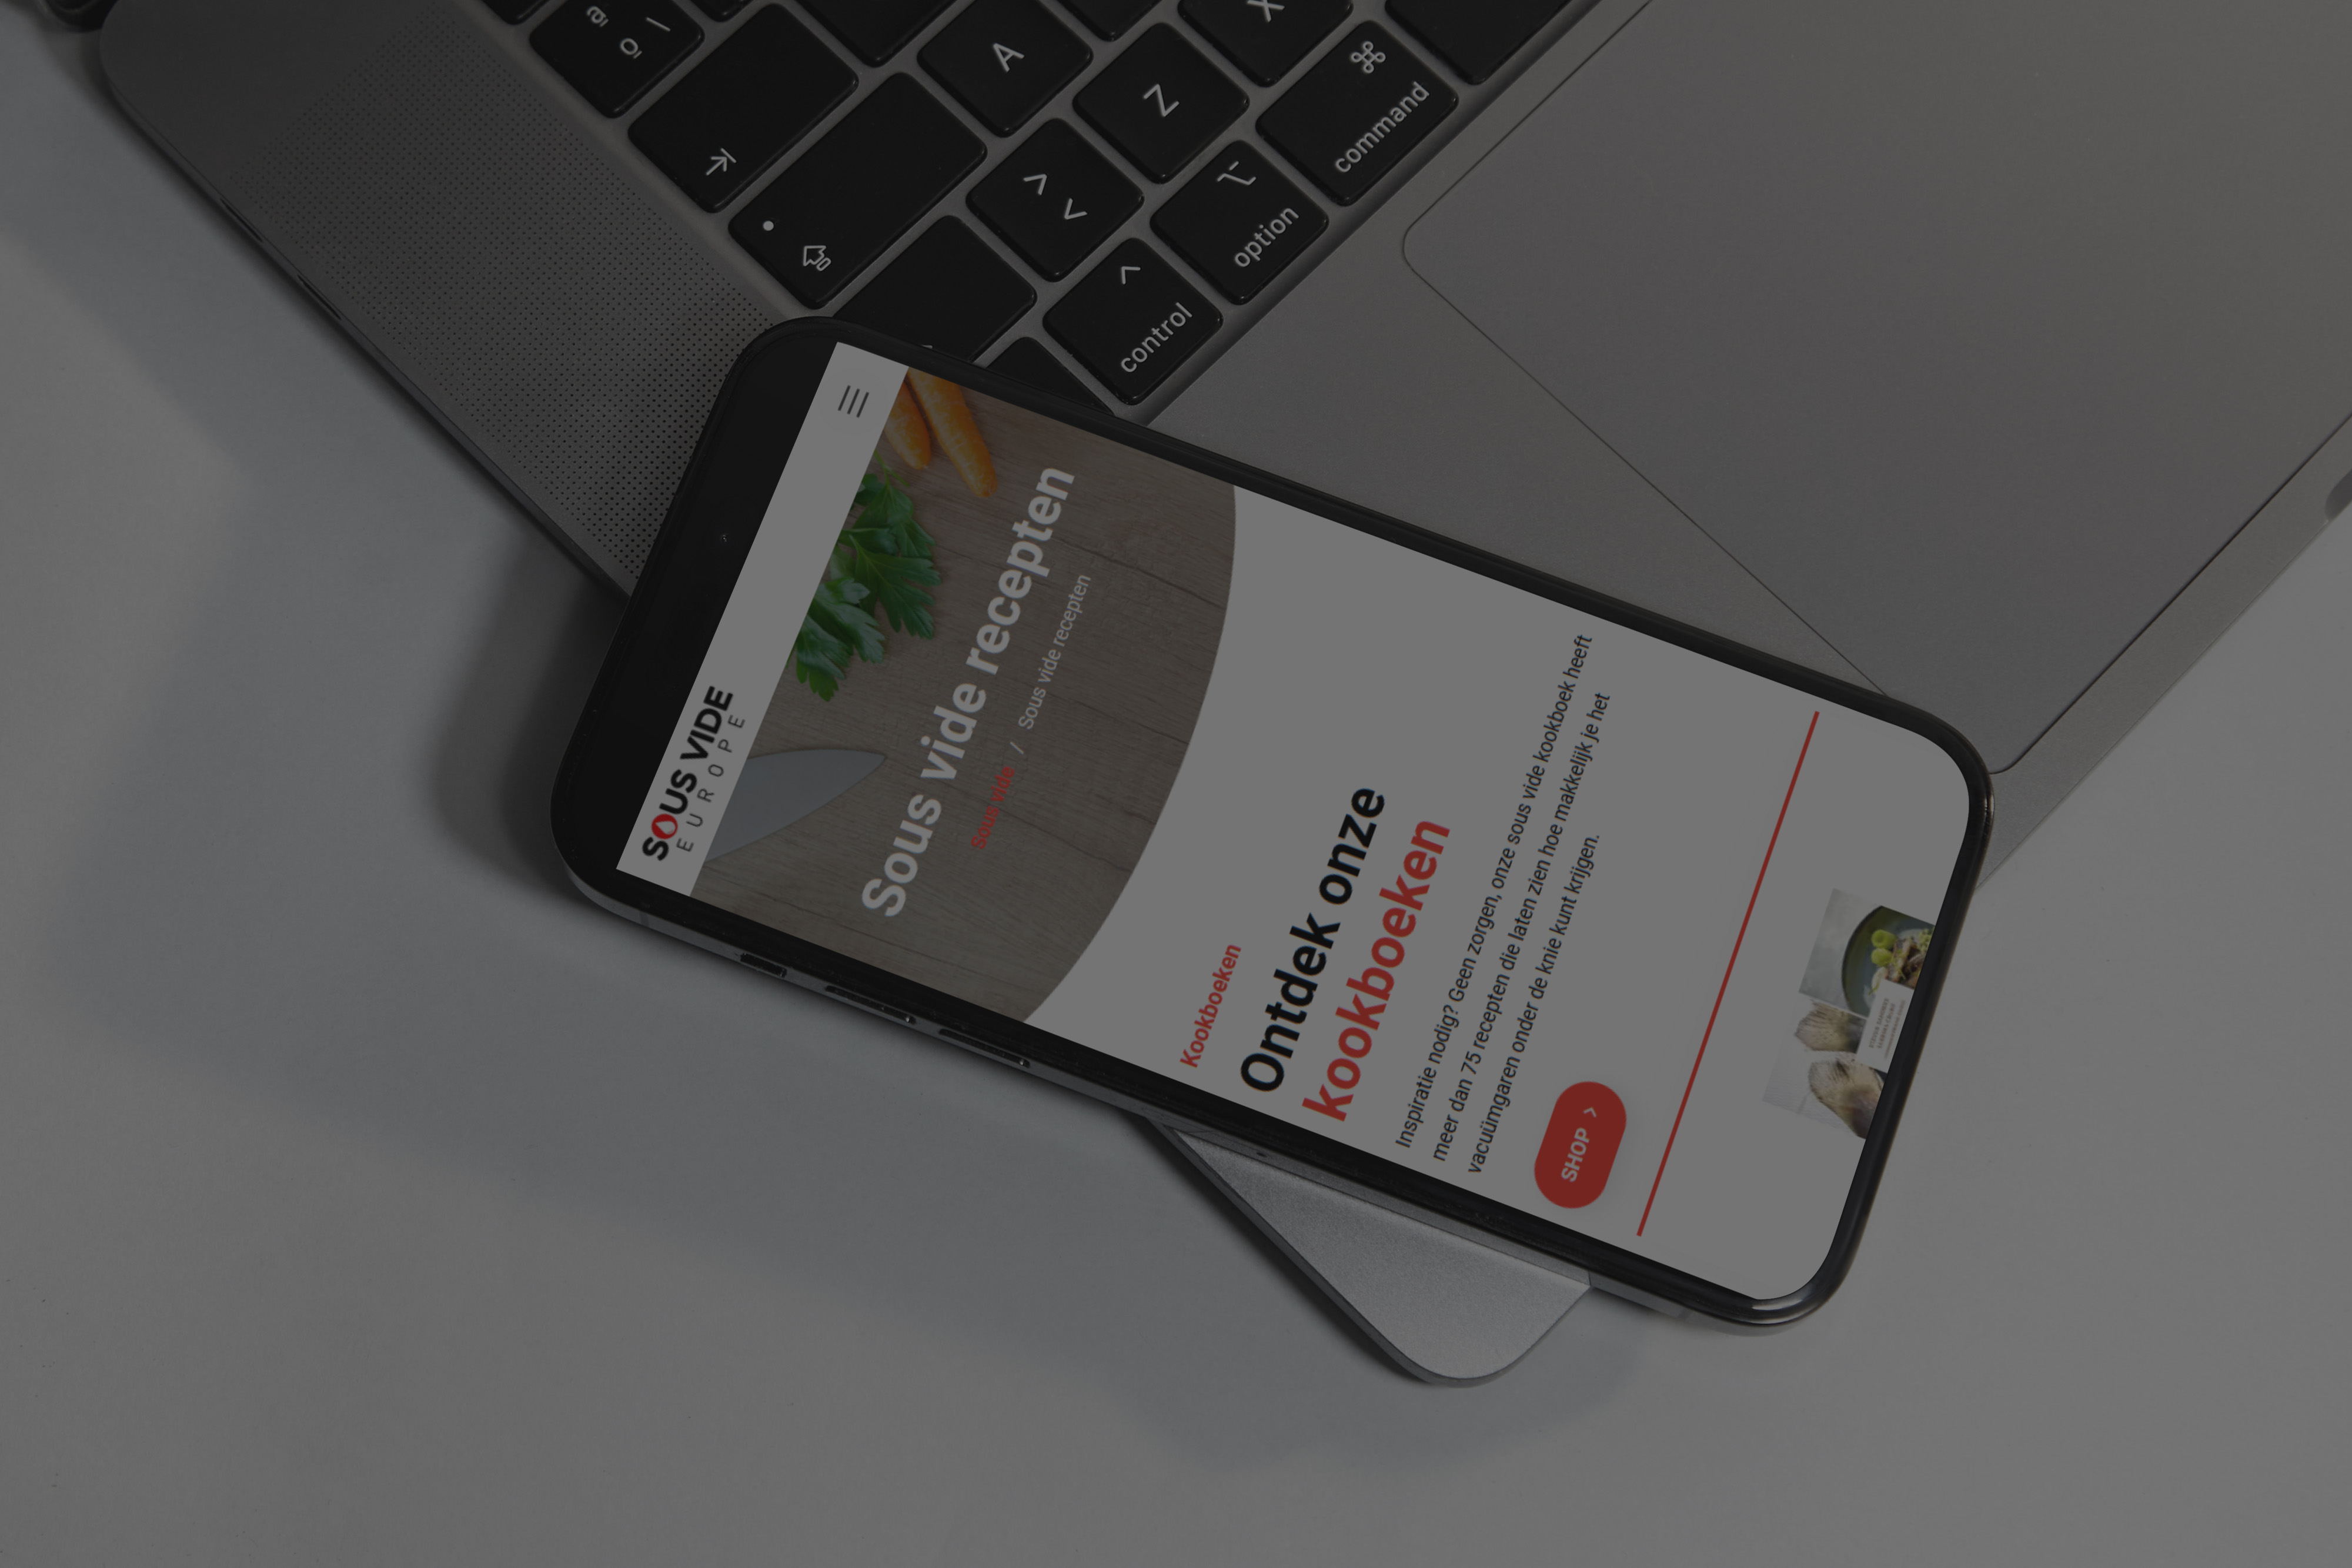 SOUS VIDE
EUROPE
Sous vide recepten
Sous vide / Sous vide recepten
Kookboeken
Ontdek onze
kookboeken
Inspiratie nodig? Geen zorgen, onze sous vide kookboek heeft
meer dan 75 recepten die laten zien hoe makkelijk je het
vacuümgaren onder de knie kunt krijgen.
SHOP >
ª º \
A
Z
X
< >
⌘ command
⌥ option
^ control